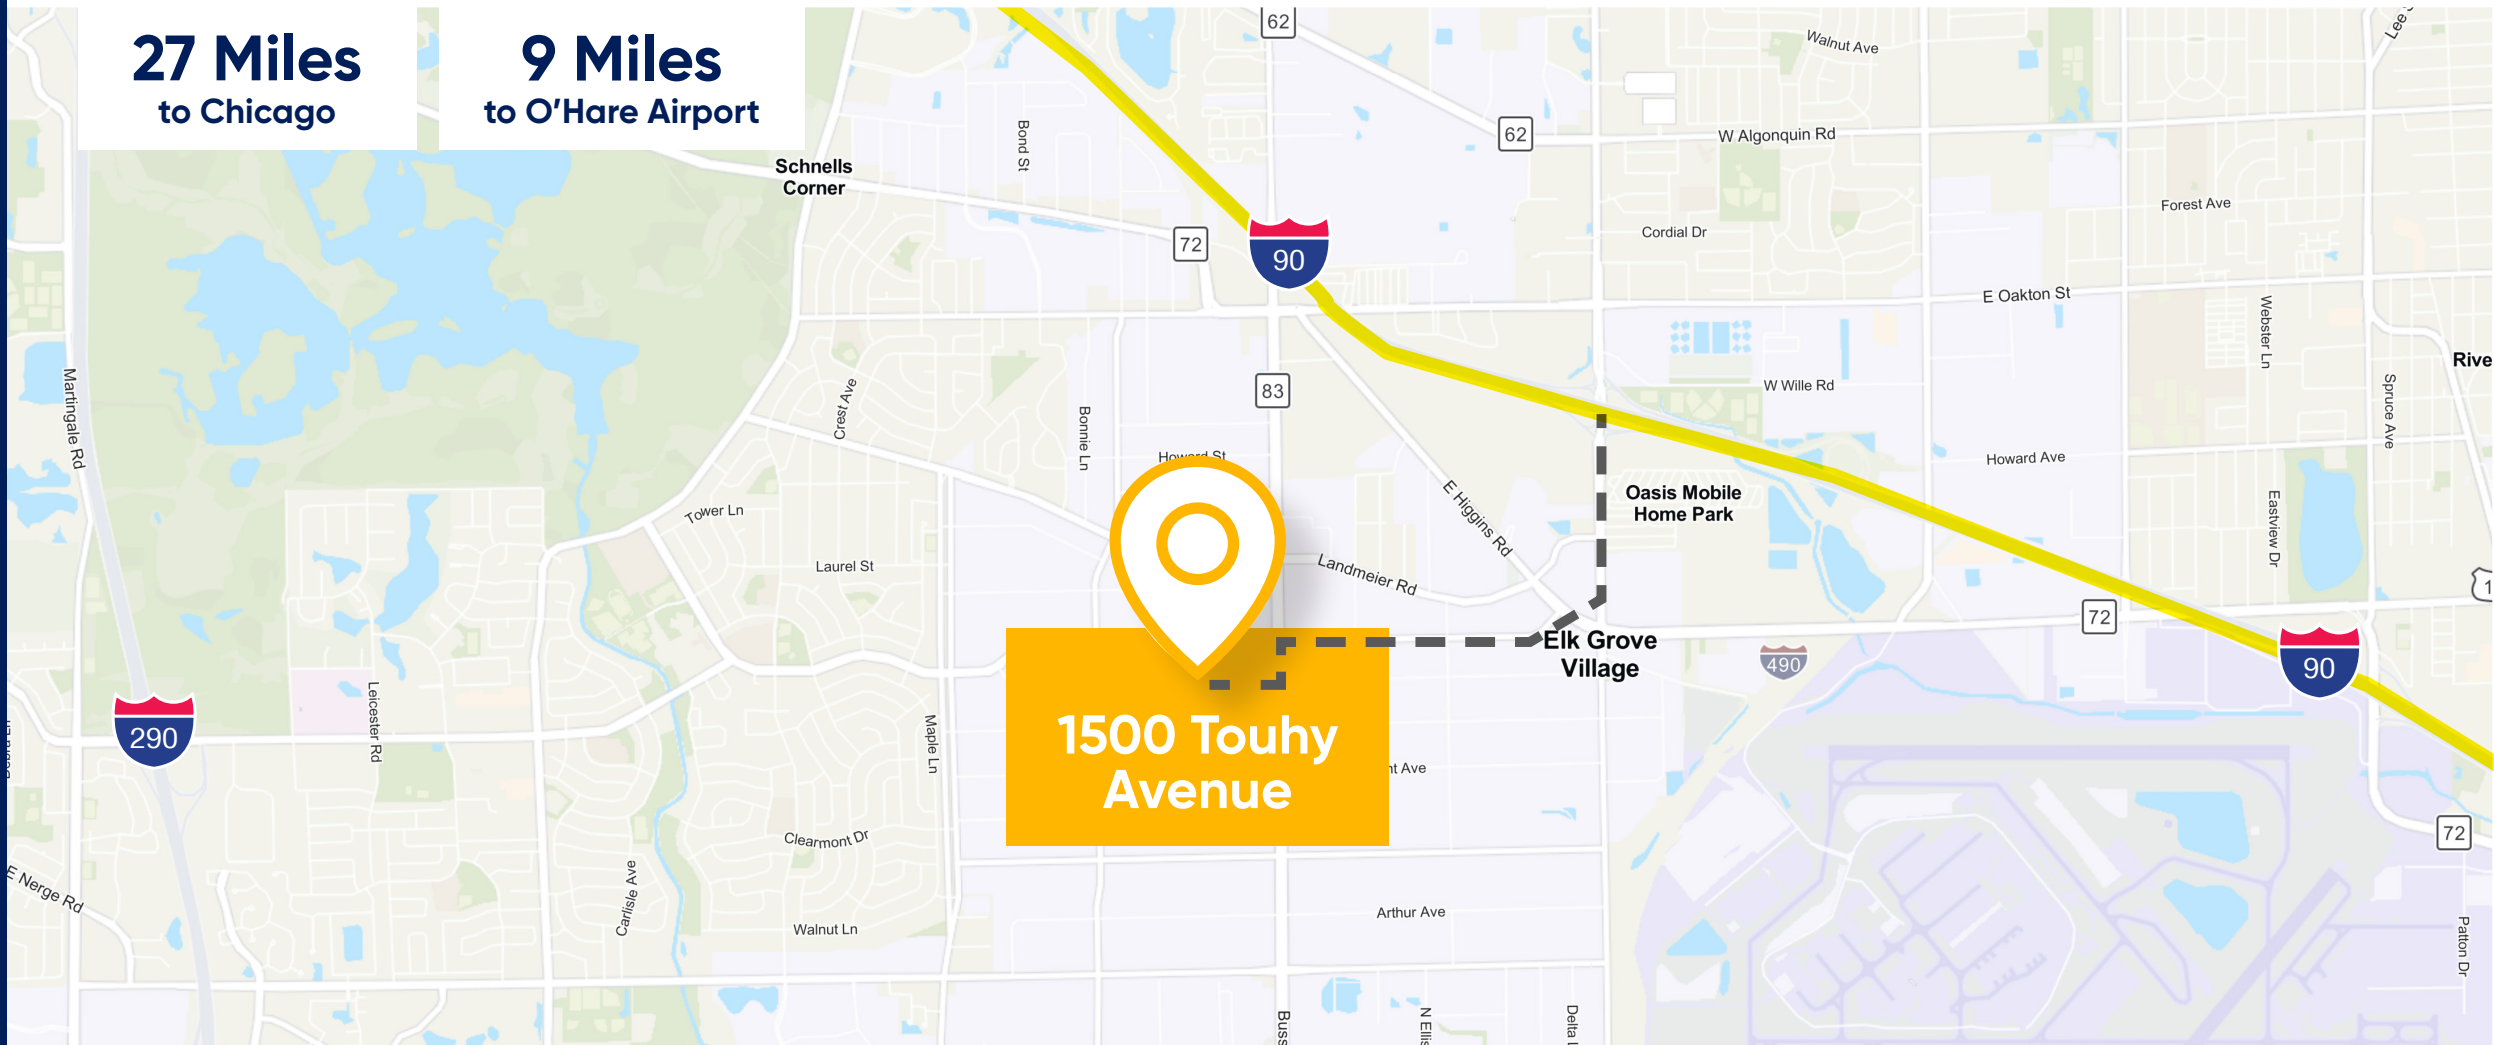 27 Miles
to Chicago
9 Miles
to O'Hare Airport
62
Walnut Ave
62
W Algonquin Rd
Bond St
Schnells
Corner
Forest Ave
Cordial Dr
72
90
E Oakton St
Webster Ln
Martingale Rd
Crest Ave
83
W Wille Rd
Spruce Ave
Bonnie Ln
Howard St
Howard Ave
E Higgins Rd
Oasis Mobile
Home Park
Tower Ln
Eastview Dr
Laurel St
Landmeier Rd
72
Elk Grove
Village
490
90
290
Leicester Rd
Maple Ln
1500 Touhy
Avenue
Clearmont Dr
72
E Nerge Rd
Carlisle Ave
Arthur Ave
Walnut Ln
Patton Dr